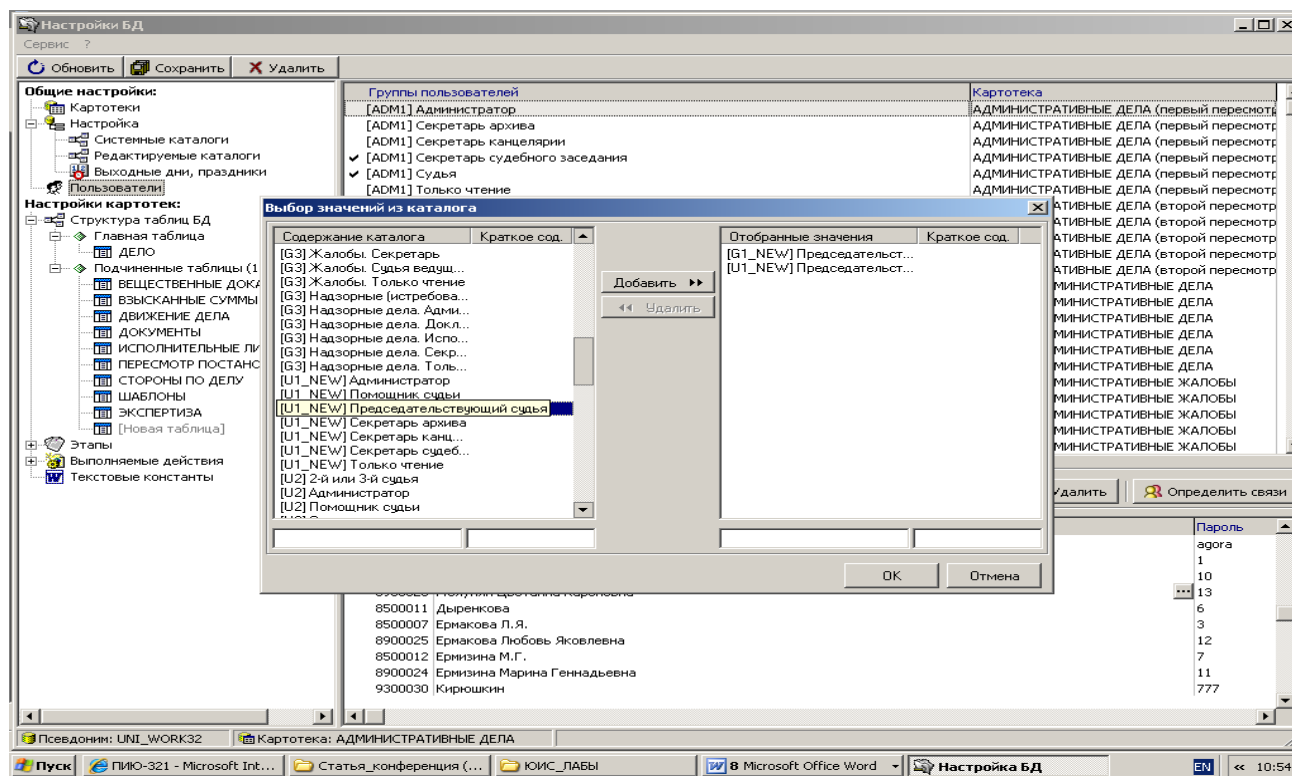 Настройки БД
Сервис ?
Обновить Сохранить Удалить
Общие настройки:
Картотеки
Настройка
Системные каталоги
Редактируемые каталоги
Выходные дни, праздники
Пользователи
Настройки картотек:
Структура таблиц БД
Главная таблица
ДЕЛО
Подчиненные таблицы (1
ВЕЩЕСТВЕННЫЕ ДОКА
ВЗЫСКАННЫЕ СУММЫ
ДВИЖЕНИЕ ДЕЛА
ДОКУМЕНТЫ
ИСПОЛНИТЕЛЬНЫЕ ЛИ
ПЕРЕСМОТР ПОСТАНО
СТОРОНЫ ПО ДЕЛУ
ШАБЛОНЫ
ЭКСПЕРТИЗА
[Новая таблица]
Этапы
Выполняемые действия
Текстовые константы
Группы пользователей Картотека
[ADM1] Администратор АДМИНИСТРАТИВНЫЕ ДЕЛА (первый пересмотр
[ADM1] Секретарь архива АДМИНИСТРАТИВНЫЕ ДЕЛА (первый пересмотр
[ADM1] Секретарь канцелярии АДМИНИСТРАТИВНЫЕ ДЕЛА (первый пересмотр
[ADM1] Секретарь судебного заседания АДМИНИСТРАТИВНЫЕ ДЕЛА (первый пересмотр
[ADM1] Судья АДМИНИСТРАТИВНЫЕ ДЕЛА (первый пересмотр
[ADM1] Только чтение АДМИНИСТРАТИВНЫЕ ДЕЛА (первый пересмотр
АТИВНЫЕ ДЕЛА (второй пересмотр
АТИВНЫЕ ДЕЛА (второй пересмотр
АТИВНЫЕ ДЕЛА (второй пересмотр
АТИВНЫЕ ДЕЛА (второй пересмотр
АТИВНЫЕ ДЕЛА (второй пересмотр
МИНИСТРАТИВНЫЕ ДЕЛА
МИНИСТРАТИВНЫЕ ДЕЛА
МИНИСТРАТИВНЫЕ ДЕЛА
МИНИСТРАТИВНЫЕ ДЕЛА
МИНИСТРАТИВНЫЕ ДЕЛА
МИНИСТРАТИВНЫЕ ДЕЛА
МИНИСТРАТИВНЫЕ ЖАЛОБЫ
МИНИСТРАТИВНЫЕ ЖАЛОБЫ
МИНИСТРАТИВНЫЕ ЖАЛОБЫ
МИНИСТРАТИВНЫЕ ЖАЛОБЫ
МИНИСТРАТИВНЫЕ ЖАЛОБЫ
Выбор значений из каталога
Содержание каталога Краткое сод.
[G3] Жалобы. Секретарь
[G3] Жалобы. Судья ведущ...
[G3] Жалобы. Только чтение
[G3] Надзорные (истребова...
[G3] Надзорные дела. Адми...
[G3] Надзорные дела. Докл...
[G3] Надзорные дела. Испо...
[G3] Надзорные дела. Секр...
[G3] Надзорные дела. Толь...
[U1_NEW] Администратор
[U1_NEW] Помощник судьи
[U1_NEW] Председательствующий судья
[U1_NEW] Секретарь архива
[U1_NEW] Секретарь канц...
[U1_NEW] Секретарь судеб...
[U1_NEW] Только чтение
[U2] 2-й или 3-й судья
[U2] Администратор
[U2] Помощник судьи
Добавить
Удалить
Отобранные значения Краткое сод.
[G1_NEW] Председательст...
[U1_NEW] Председательст...
OK Отмена
Удалить Определить связи
Пароль
agora
1
10
13
8500011 Дыренкова 6
8500007 Ермакова Л.Я. 3
8900025 Ермакова Любовь Яковлевна 12
8500012 Ермизина М.Г. 7
8900024 Ермизина Марина Геннадьевна 11
9300030 Кирюшкин 777
Псевдоним: UNI_WORK32 Картотека: АДМИНИСТРАТИВНЫЕ ДЕЛА
Пуск ПИЮ-321 - Microsoft Int... Статья_конференция (... ЮИС_ЛАБЫ 8 Microsoft Office Word Настройка БД EN « 10:54